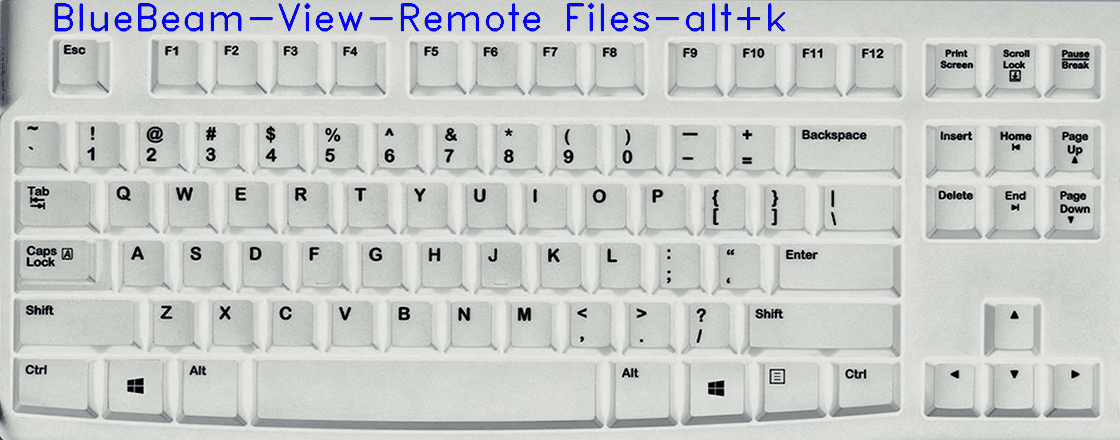 BlueBeam-View-Remote Files-alt+k
Esc F1 F2 F3 F4 F5 F6 F7 F8 F9 F10 F11 F12 Print Screen Scroll Lock Pause Break
~ ` ! 1 @ 2 # 3 $ 4 % 5 ^ 6 & 7 * 8 ( 9 ) 0 — - + = Backspace Insert Home Page Up
Tab Q W E R T Y U I O P { [ } ] | \ Delete End Page Down
Caps Lock A A S D F G H J K L : ; “ ‘ Enter
Shift Z X C V B N M < , > . ? / Shift
Ctrl Alt Alt Ctrl